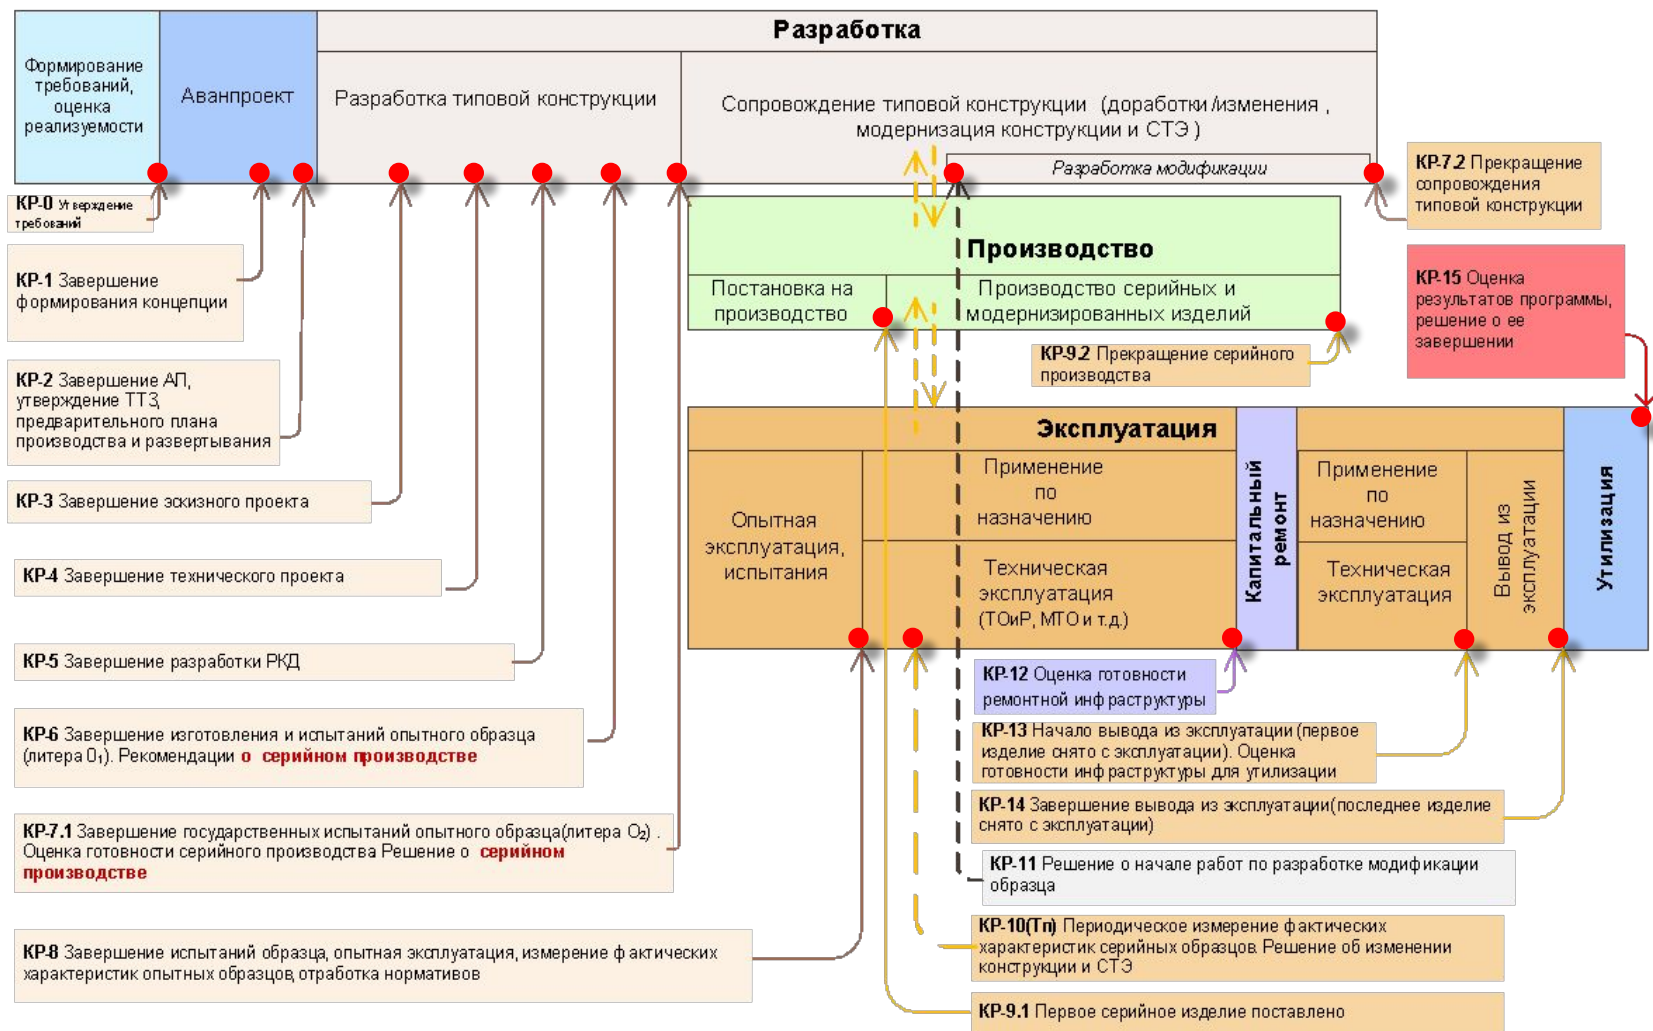 Разработка
Формирование
требований,
оценка
реализуемости
Аванпроект
Разработка типовой конструкции
Сопровождение типовой конструкции (доработки/изменения ,
модернизация конструкции и СТЭ )
Разработка модификации
КР-0 Утверждение
требований
КР-7.2 Прекращение
сопровождения
типовой конструкции
КР-1 Завершение
формирования концепции
Производство
Постановка на
производство
Производство серийных и
модернизированных изделий
КР-15 Оценка
результатов программы,
решение о ее
завершении
КР-9.2 Прекращение серийного
производства
КР-2 Завершение АП,
утверждение ТТЗ,
предварительного плана
производства и развертывания
Эксплуатация
Опытная
эксплуатация,
испытания
Применение
по
назначению
Техническая
эксплуатация
(ТОиР, МТО и т.д.)
Капитальный
ремонт
Применение
по
назначению
Техническая
эксплуатация
Вывод из
эксплуатации
Утилизация
КР-3 Завершение эскизного проекта
КР-4 Завершение технического проекта
КР-5 Завершение разработки РКД
КР-6 Завершение изготовления и испытаний опытного образца
(литера О₁). Рекомендации о серийном производстве
КР-7.1 Завершение государственных испытаний опытного образца(литера О₂) .
Оценка готовности серийного производства Решение о серийном
производстве
КР-8 Завершение испытаний образца, опытная эксплуатация, измерение фактических
характеристик опытных образцов, отработка нормативов
КР-12 Оценка готовности
ремонтной инфраструктуры
КР-13 Начало вывода из эксплуатации (первое
изделие снято с эксплуатации). Оценка
готовности инфраструктуры для утилизации
КР-14 Завершение вывода из эксплуатации(последнее изделие
снято с эксплуатации)
КР-11 Решение о начале работ по разработке модификации
образца
КР-10(Тп) Периодическое измерение фактических
характеристик серийных образцов. Решение об изменении
конструкции и СТЭ
КР-9.1 Первое серийное изделие поставлено